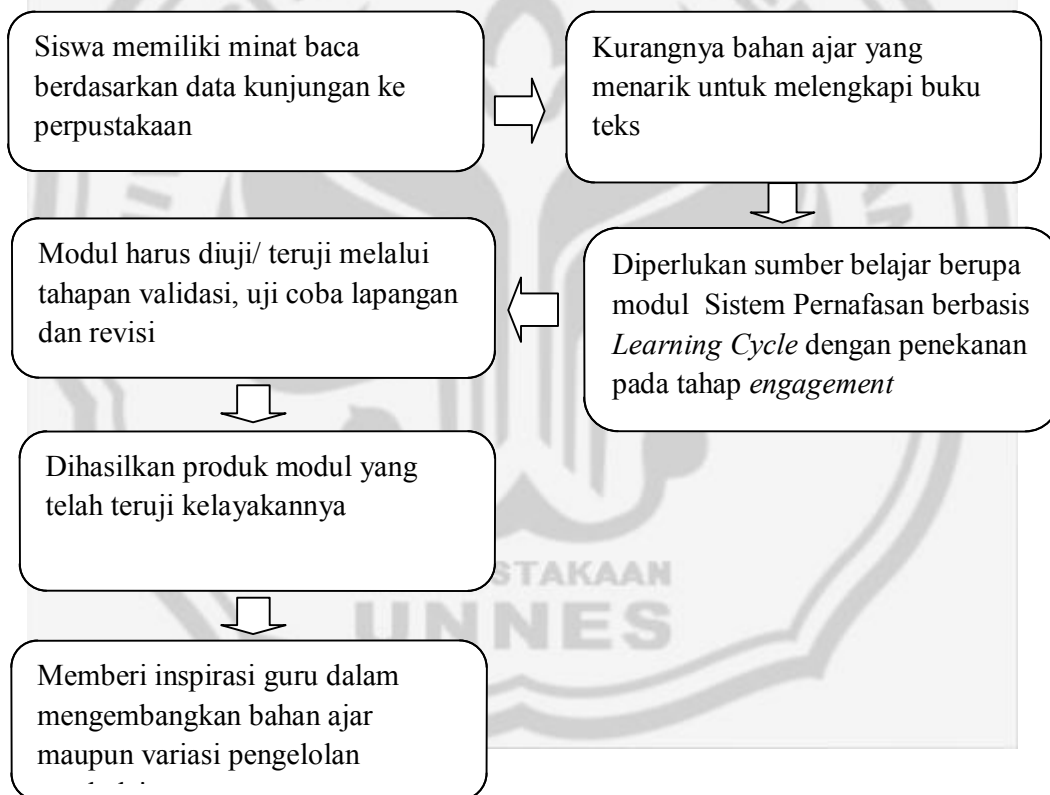 Siswa memiliki minat baca
berdasarkan data kunjungan ke
perpustakaan
Kurangnya bahan ajar yang
menarik untuk melengkapi buku
teks
Diperlukan sumber belajar berupa
modul Sistem Pernafasan berbasis
Learning Cycle dengan penekanan
pada tahap engagement
Modul harus diuji/ teruji melalui
tahapan validasi, uji coba lapangan
dan revisi
Dihasilkan produk modul yang
telah teruji kelayakannya
Memberi inspirasi guru dalam
mengembangkan bahan ajar
maupun variasi pengelolan
UNNES